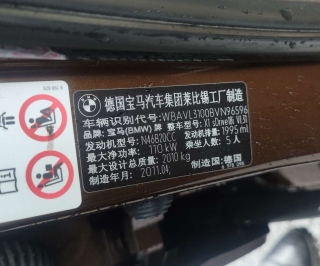 德国宝马汽车集团莱比锡工厂制造
车辆识别代号: WBAVL3100BVN96596
品牌: 宝马(BMW) 牌 整车型号: X1 sDrive18i VL31
发动机型号: N46B20CC 发动机排量: 1995 ml
最大净功率: 110 kW 乘坐人数: 5 人
最大允许总质量: 2010 kg
制造年月: 2011.04 制造国: 德国